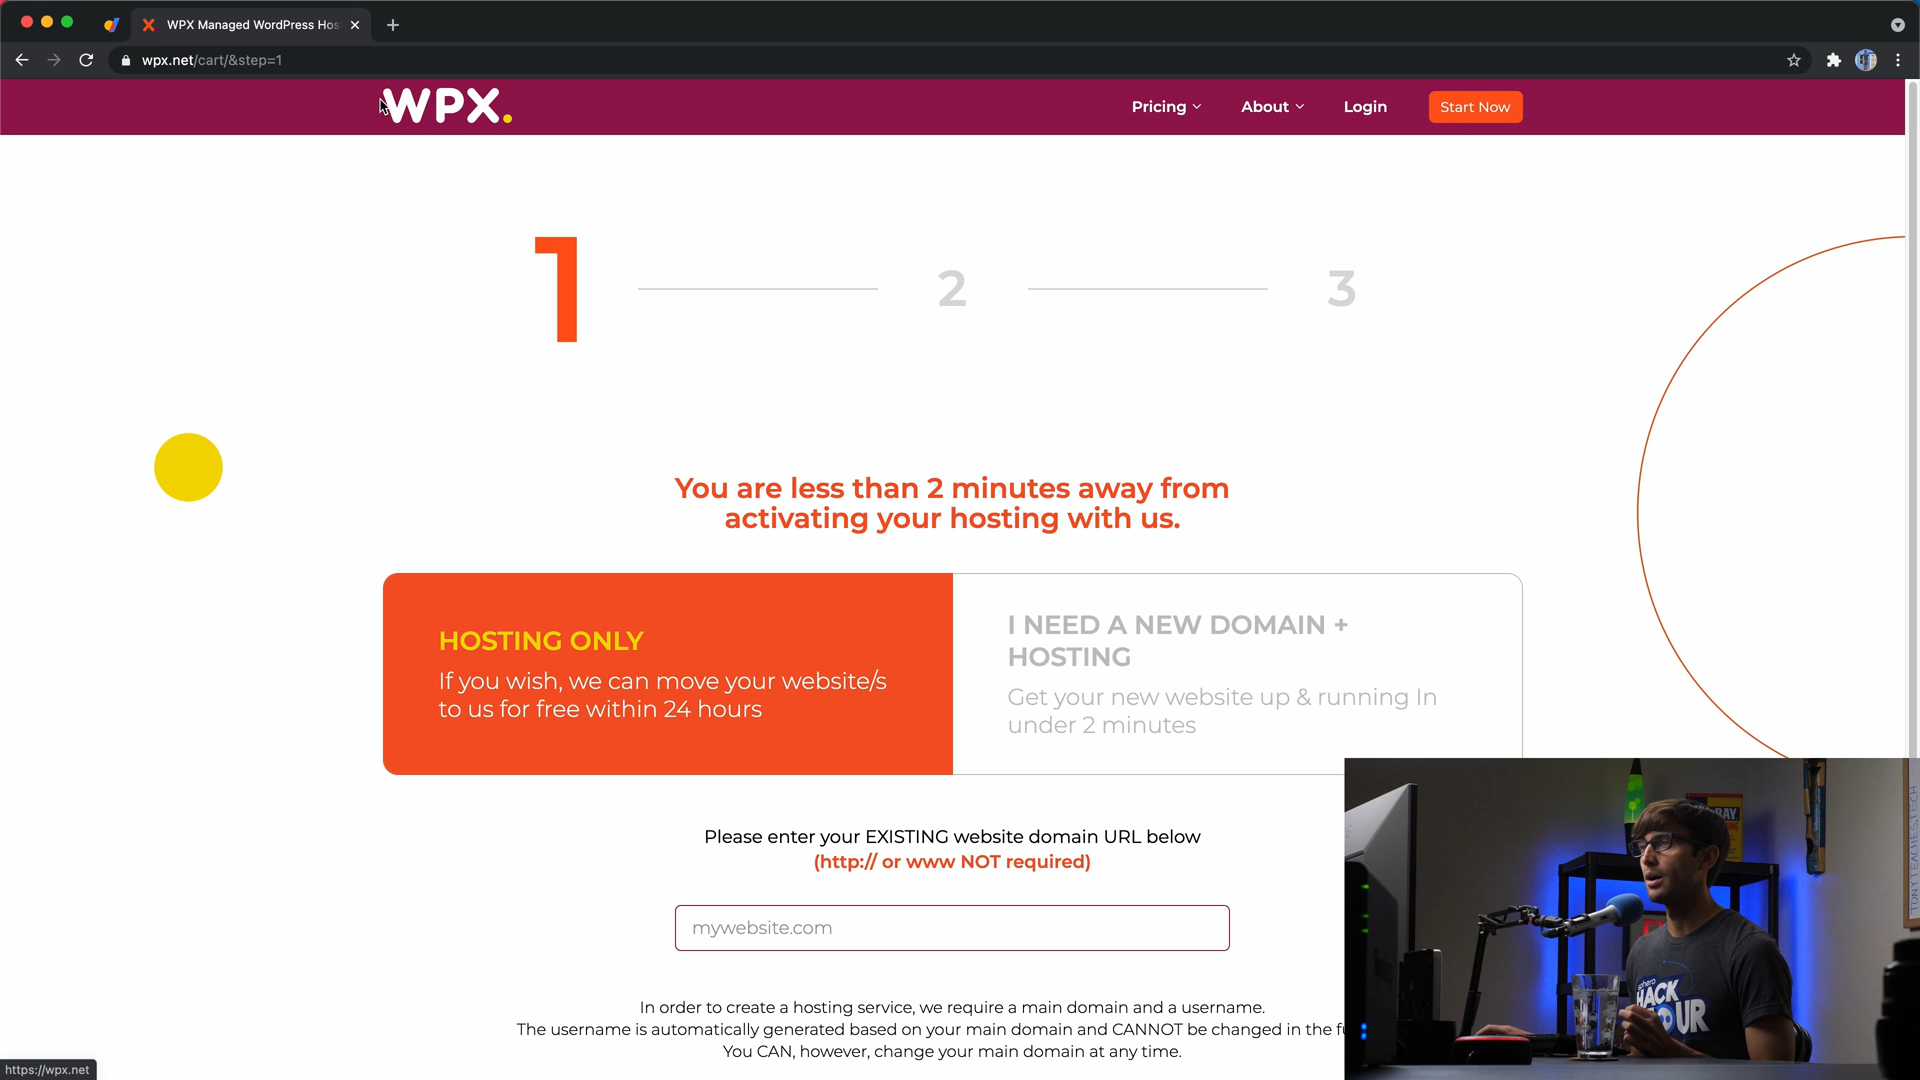 WPX Managed WordPress Hos
wpx.net/cart/&step=1
WPX.
Pricing
About
Login
Start Now
1
2
3
You are less than 2 minutes away from
activating your hosting with us.
HOSTING ONLY
If you wish, we can move your website/s
to us for free within 24 hours
I NEED A NEW DOMAIN +
HOSTING
Get your new website up & running In
under 2 minutes
Please enter your EXISTING website domain URL below
(http:// or www NOT required)
mywebsite.com
In order to create a hosting service, we require a main domain and a username.
The username is automatically generated based on your main domain and CANNOT be changed in the fu
You CAN, however, change your main domain at any time.
https://wpx.net
TONYTEACHES.TECH
sphero
HACK